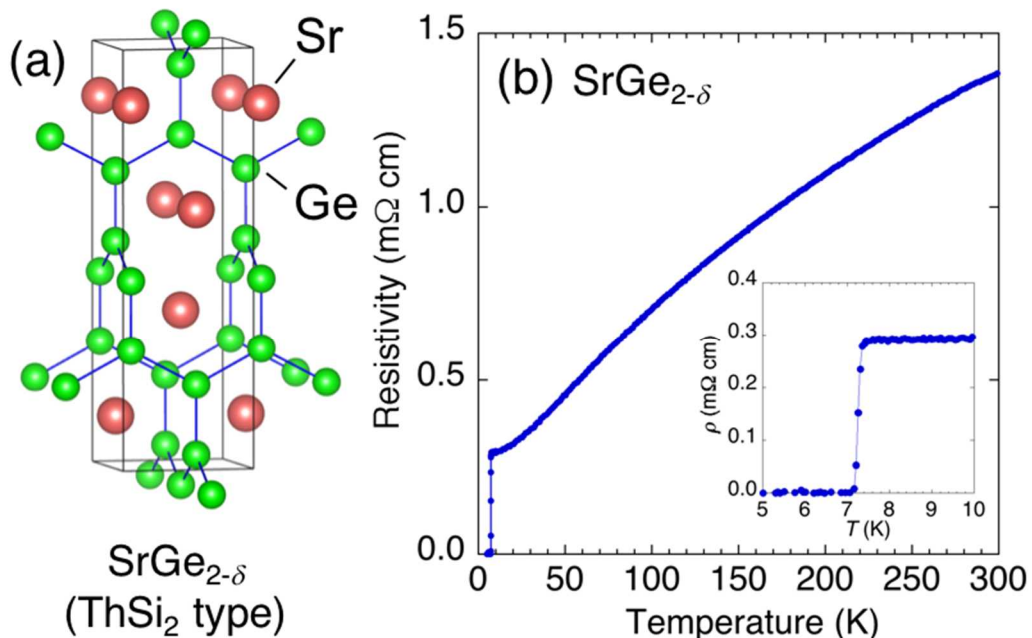 (a)
Sr
Ge
SrGe2-δ
(ThSi2 type)
(b) SrGe2-δ
Resistivity (mΩ cm)
1.5
1.0
0.5
0.0
0 50 100 150 200 250 300
Temperature (K)
ρ (mΩ cm)
0.4
0.3
0.2
0.1
0.0
5 6 7 8 9 10
T (K)